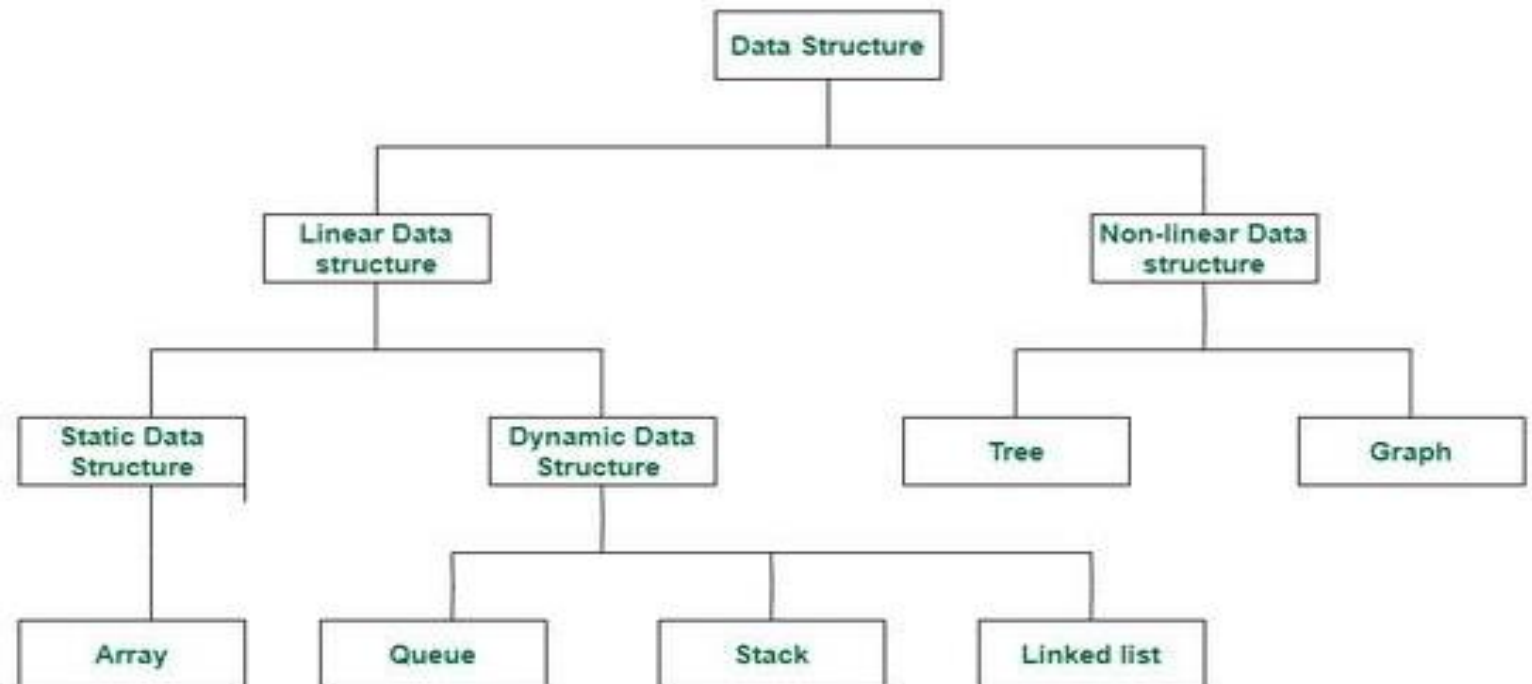 Data Structure
Linear Data
structure
Non-linear Data
structure
Static Data
Structure
Dynamic Data
Structure
Tree
Graph
Array
Queue
Stack
Linked list